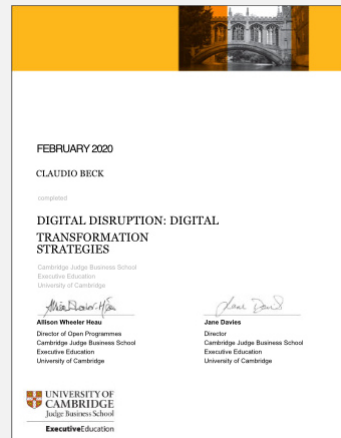 FEBRUARY 2020
CLAUDIO BECK
completed
DIGITAL DISRUPTION: DIGITAL
TRANSFORMATION
STRATEGIES
Cambridge Judge Business School
Executive Education
University of Cambridge
Allison Wheeler Heau
Director of Open Programmes
Cambridge Judge Business School
Executive Education
University of Cambridge
Jane Davies
Jane Davies
Director
Cambridge Judge Business School
Executive Education
University of Cambridge
UNIVERSITY OF
CAMBRIDGE
Judge Business School
ExecutiveEducation